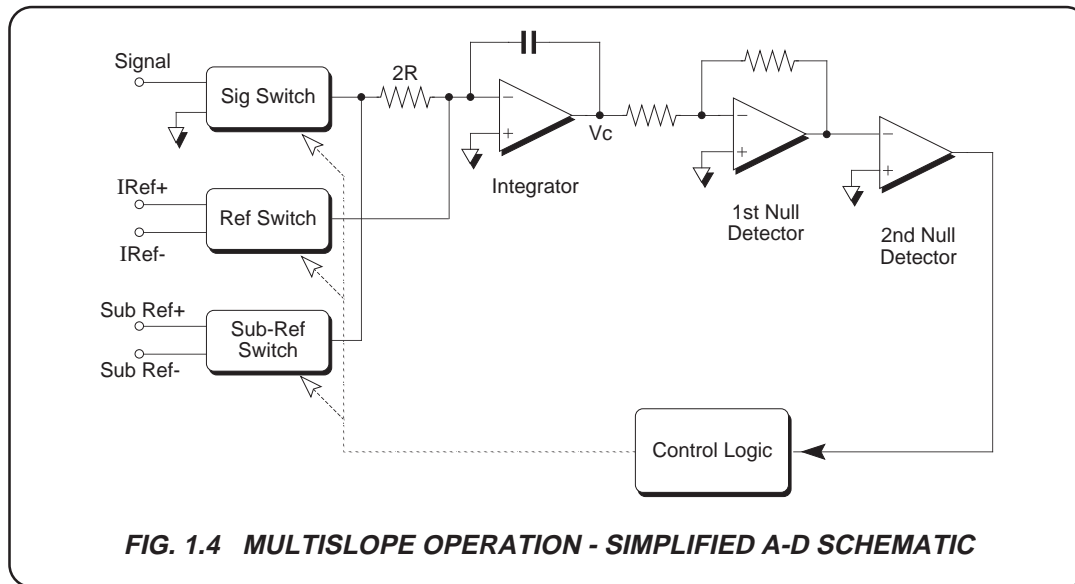 Signal
Sig Switch
2R
Vc
Integrator
IRef+
Ref Switch
IRef-
1st Null
Detector
2nd Null
Detector
Sub Ref+
Sub-Ref
Switch
Sub Ref-
Control Logic
FIG. 1.4 MULTISLOPE OPERATION - SIMPLIFIED A-D SCHEMATIC